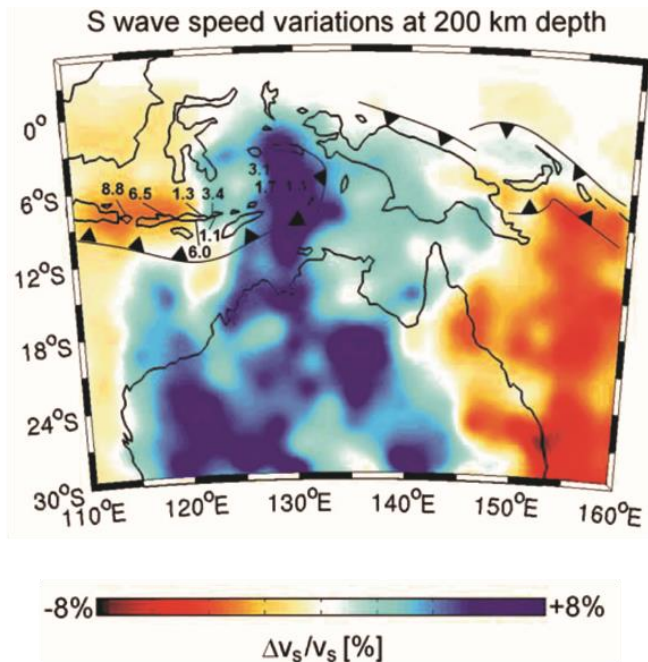 S wave speed variations at 200 km depth
0°
3.1
8.8 6.5 1.3 3.4 1.7 1.1
6°S
1.1
6.0
12°S
18°S
24°S
30°S
110°E 120°E 130°E 140°E 150°E 160°E
-8% +8%
Δvs/vs [%]